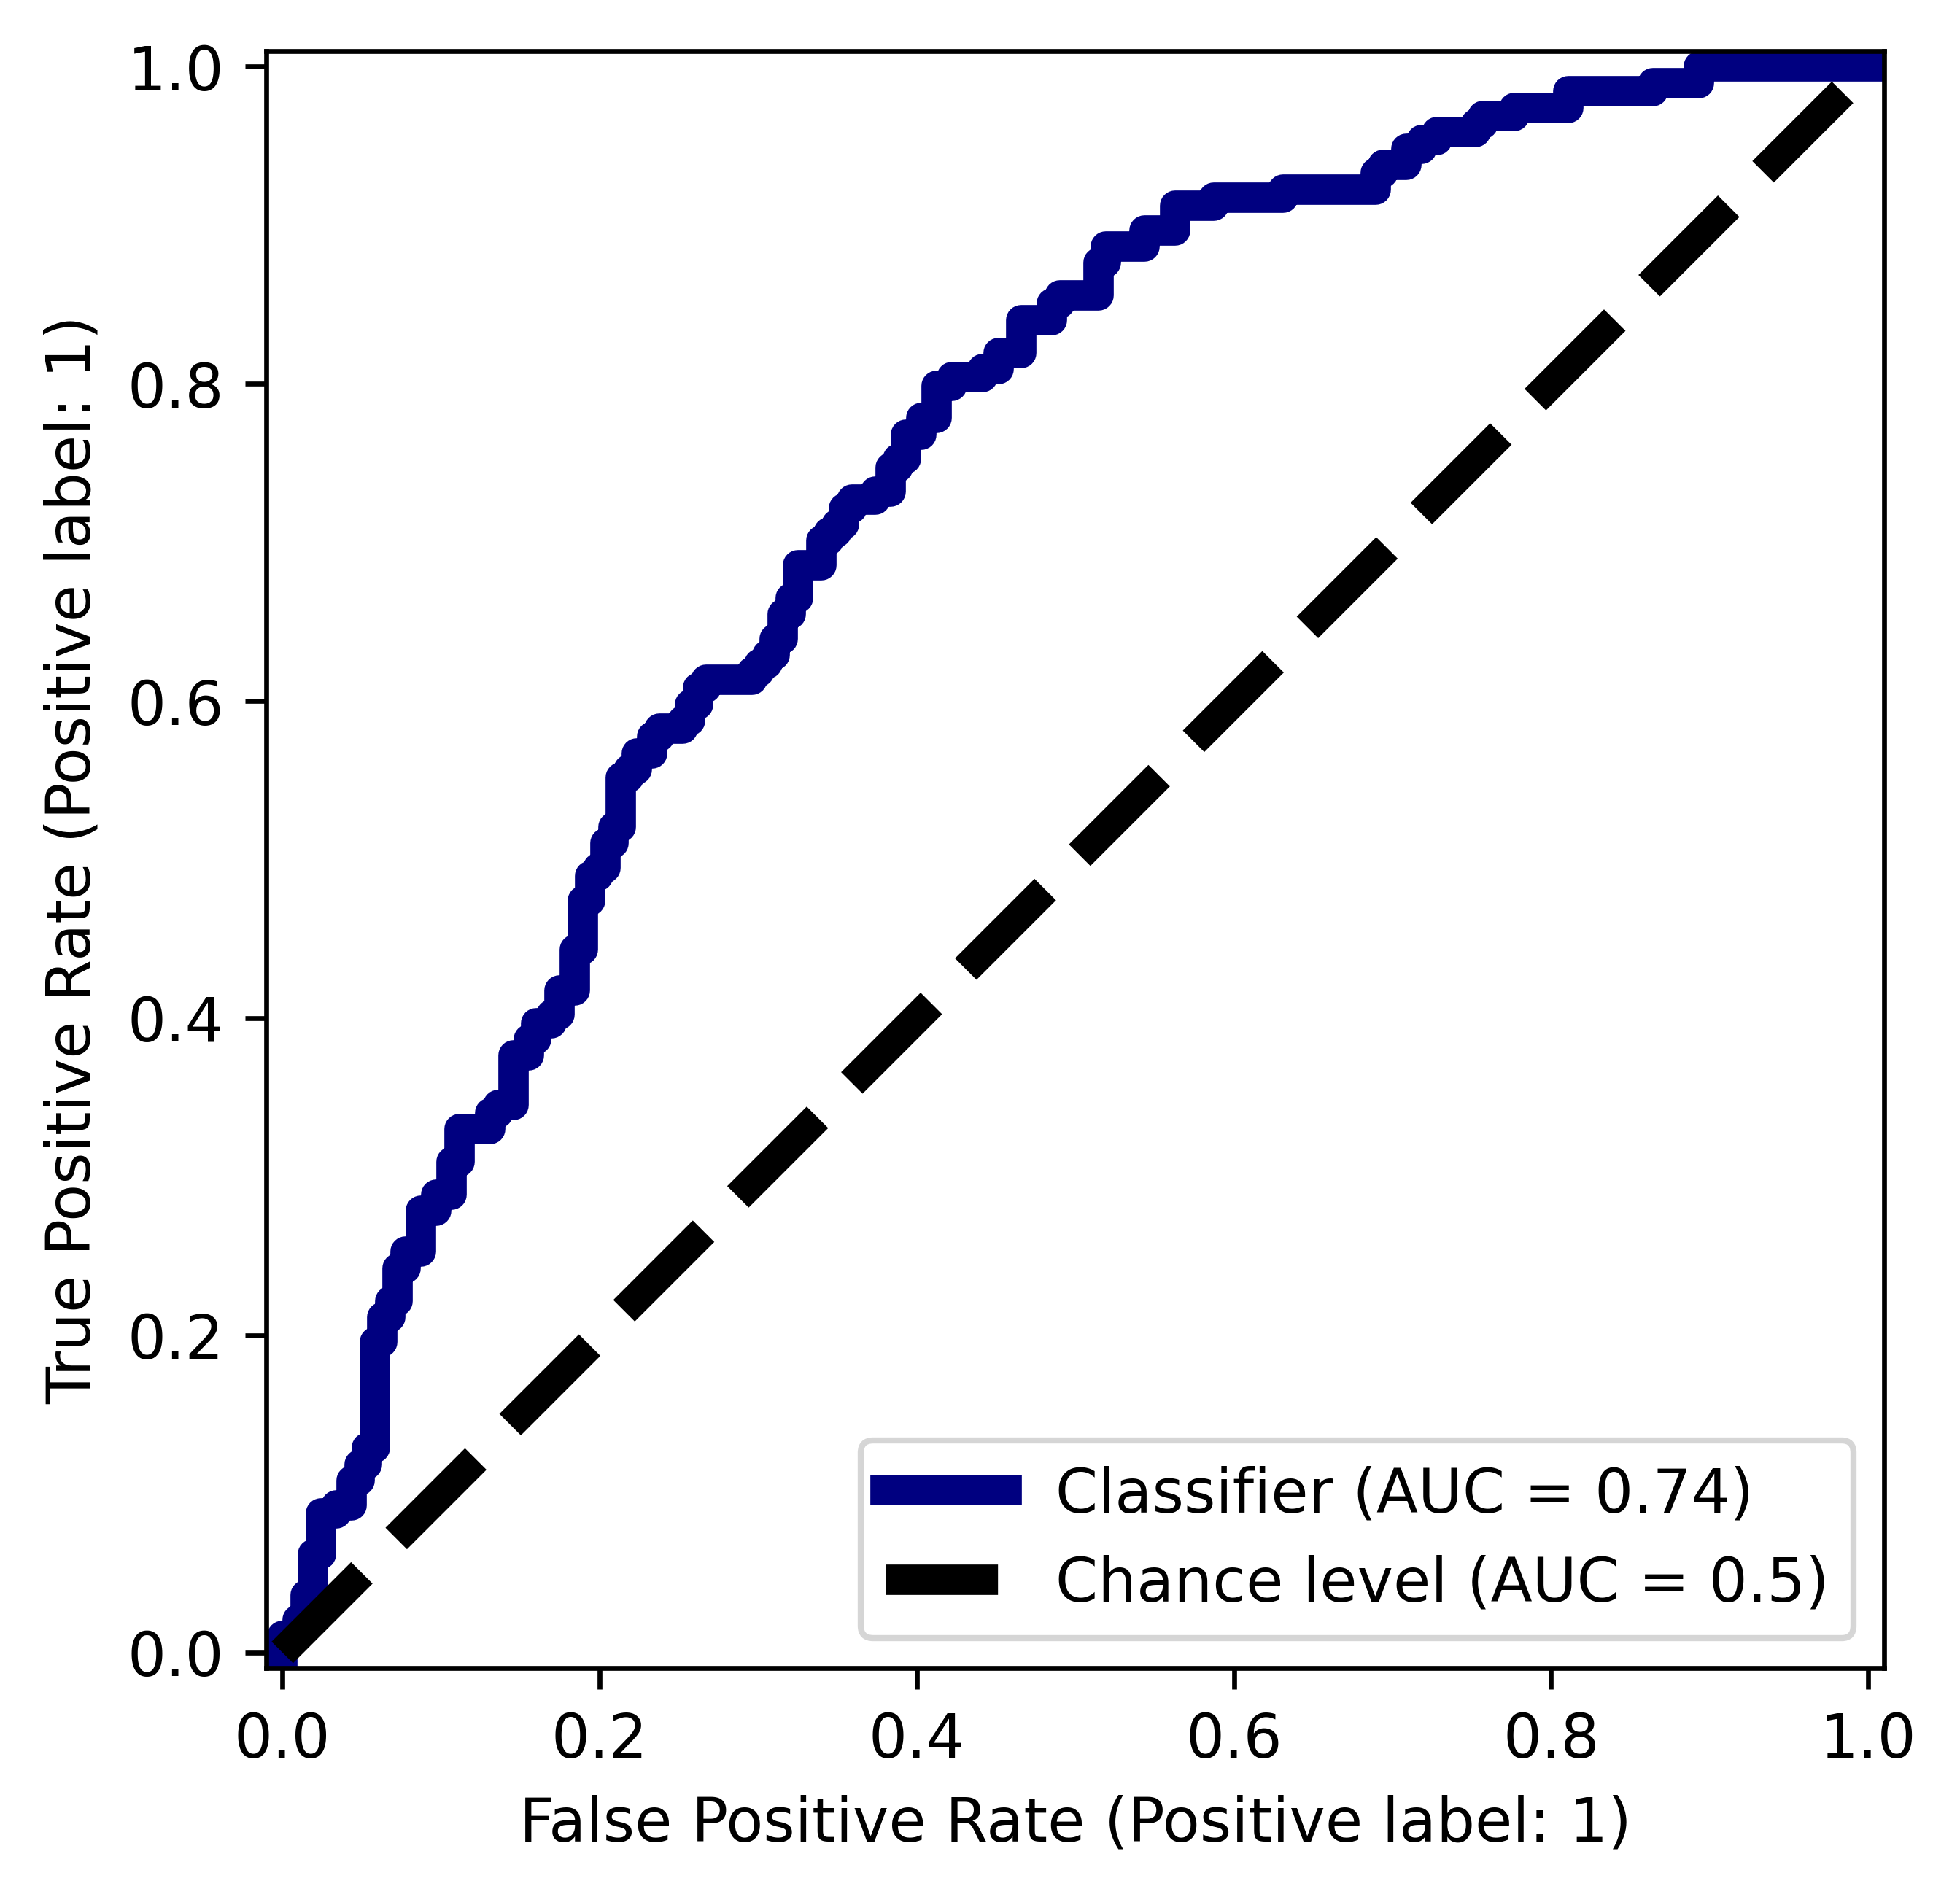 True Positive Rate (Positive label: 1)
1.0
0.8
0.6
0.4
0.2
0.0
Classifier (AUC = 0.74)
Chance level (AUC = 0.5)
0.0 0.2 0.4 0.6 0.8 1.0
False Positive Rate (Positive label: 1)